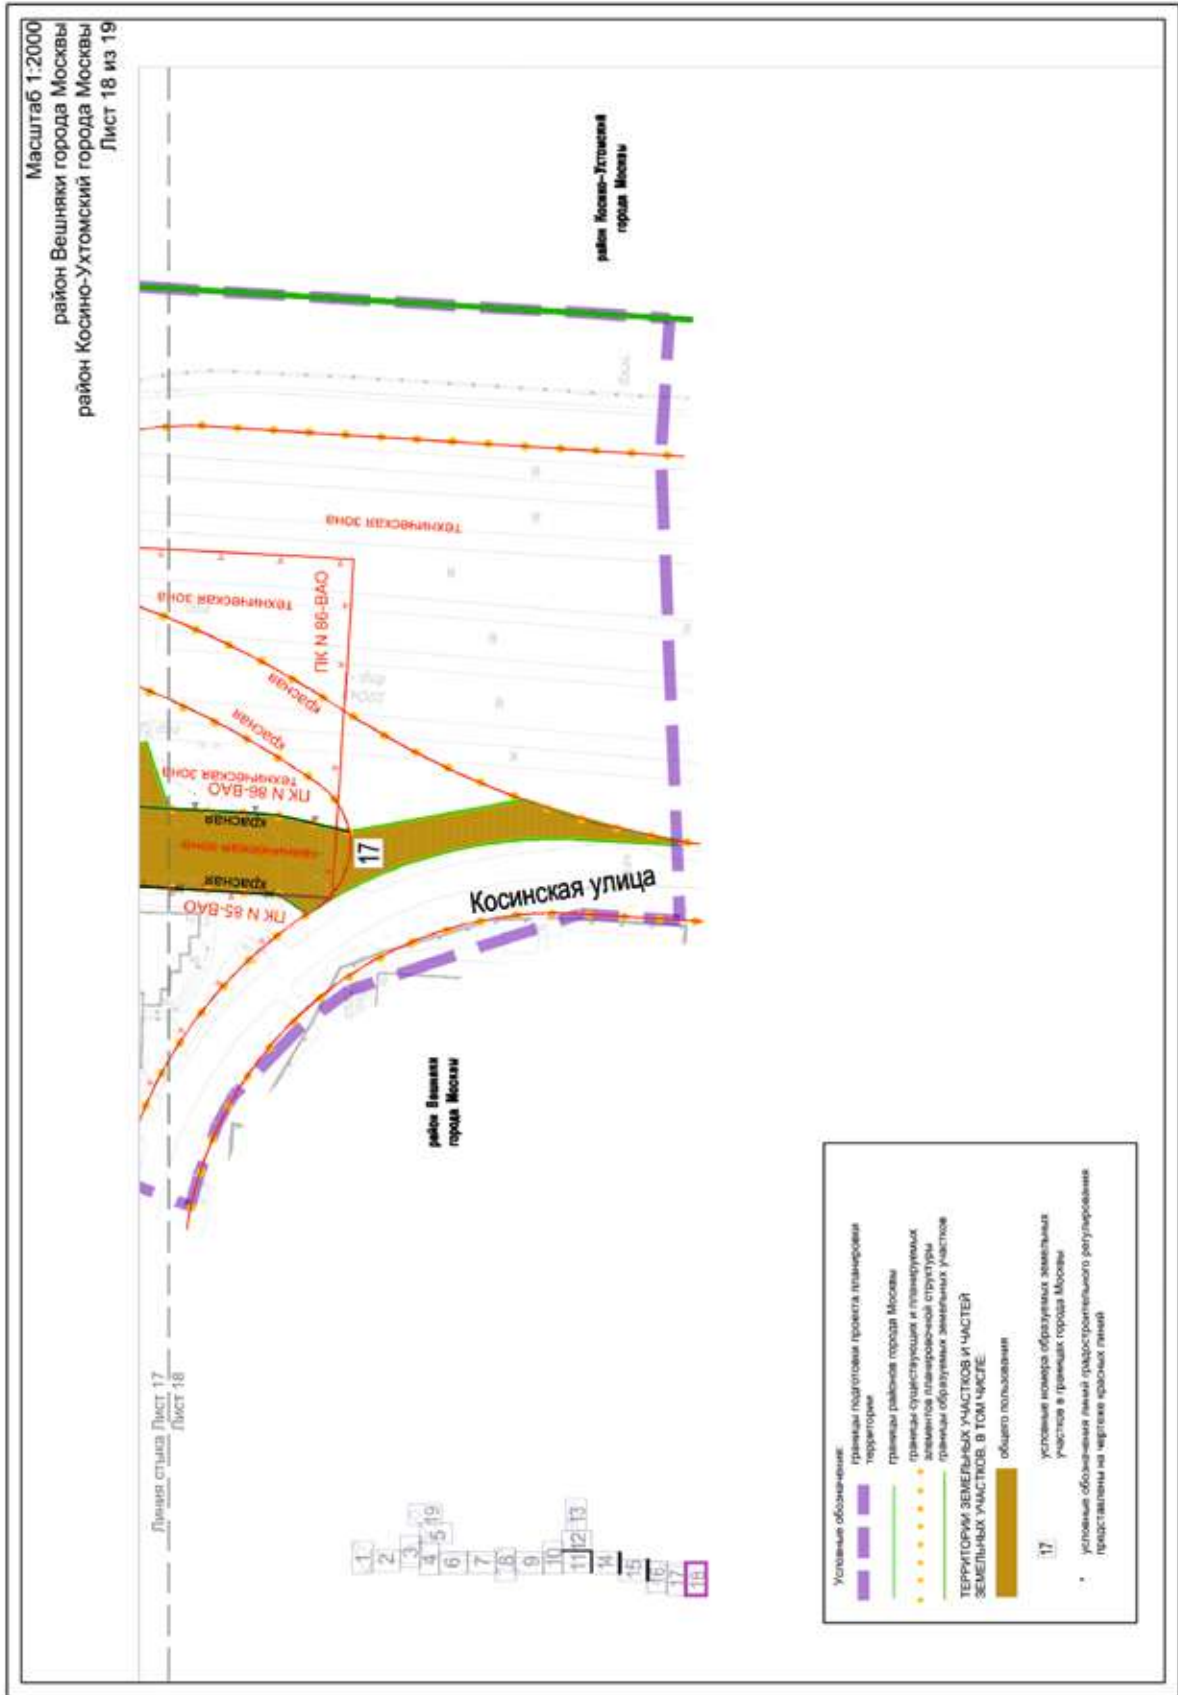 Масштаб 1:2000
район Вешняки города Москвы
район Косино-Ухтомский города Москвы
Лист 18 из 19
район Косино-Ухтомский
города Москвы
техническая зона
техническая зона
ПК N 86-ВАО
красная
красная
техническая зона
ПК N 86-ВАО
красная
техническая зона
техническая зона
красная
ПК N 85-ВАО
17
Косинская улица
район Вешняки
города Москвы
Линия стыка Лист 17
Лист 18
1
2
3
4
5
19
6
7
8
9
10
11
12
13
14
15
16
17
18
Условные обозначения:
границы подготовки проекта планировки
территории
границы районов города Москвы
границы существующих и планируемых
элементов планировочной структуры
границы образуемых земельных участков
ТЕРРИТОРИИ ЗЕМЕЛЬНЫХ УЧАСТКОВ И ЧАСТЕЙ
ЗЕМЕЛЬНЫХ УЧАСТКОВ, В ТОМ ЧИСЛЕ:
общего пользования
17
условные номера образуемых земельных
участков в границах города Москвы
* условные обозначения линий градостроительного регулирования
представлены на чертеже красных линий